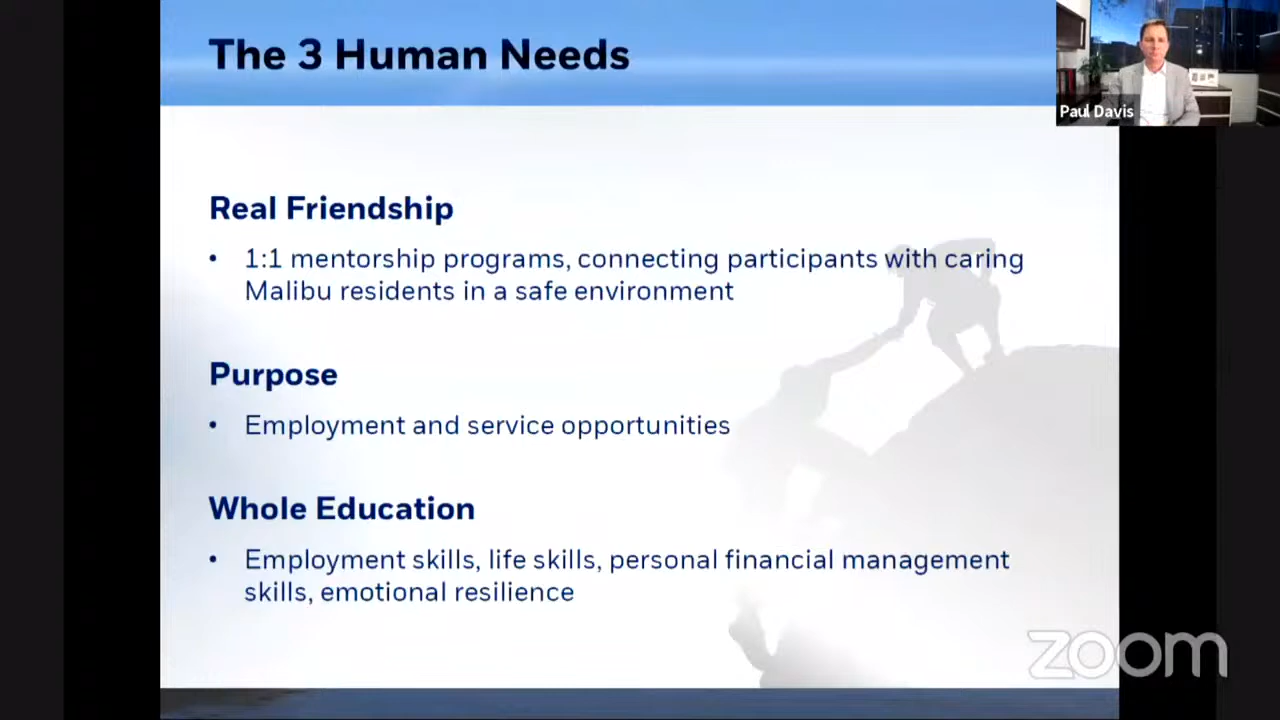 The 3 Human Needs
Paul Davis
Real Friendship
• 1:1 mentorship programs, connecting participants with caring
Malibu residents in a safe environment
Purpose
• Employment and service opportunities
Whole Education
• Employment skills, life skills, personal financial management
skills, emotional resilience
zoom